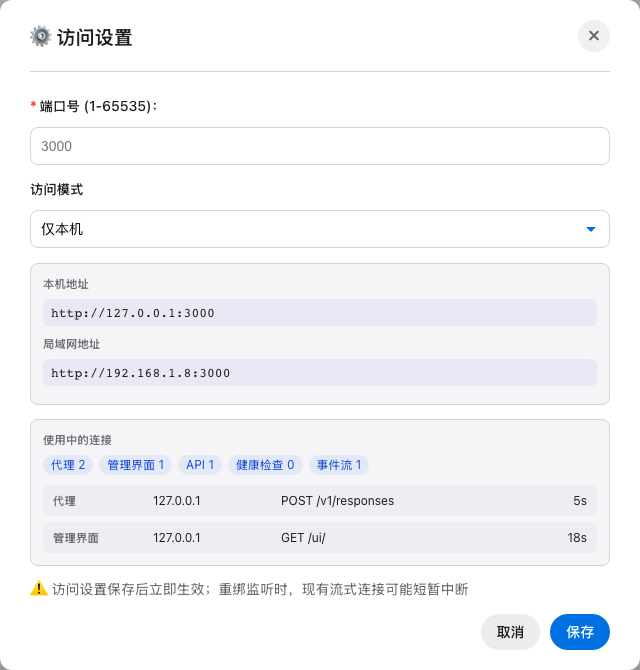 ⚙️ 访问设置
* 端口号 (1-65535):
3000
访问模式
仅本机
本机地址
http://127.0.0.1:3000
局域网地址
http://192.168.1.8:3000
使用中的连接
代理 2 管理界面 1 API 1 健康检查 0 事件流 1
代理 127.0.0.1 POST /v1/responses 5s
管理界面 127.0.0.1 GET /ui/ 18s
⚠️ 访问设置保存后立即生效；重绑监听时，现有流式连接可能短暂中断
取消 保存